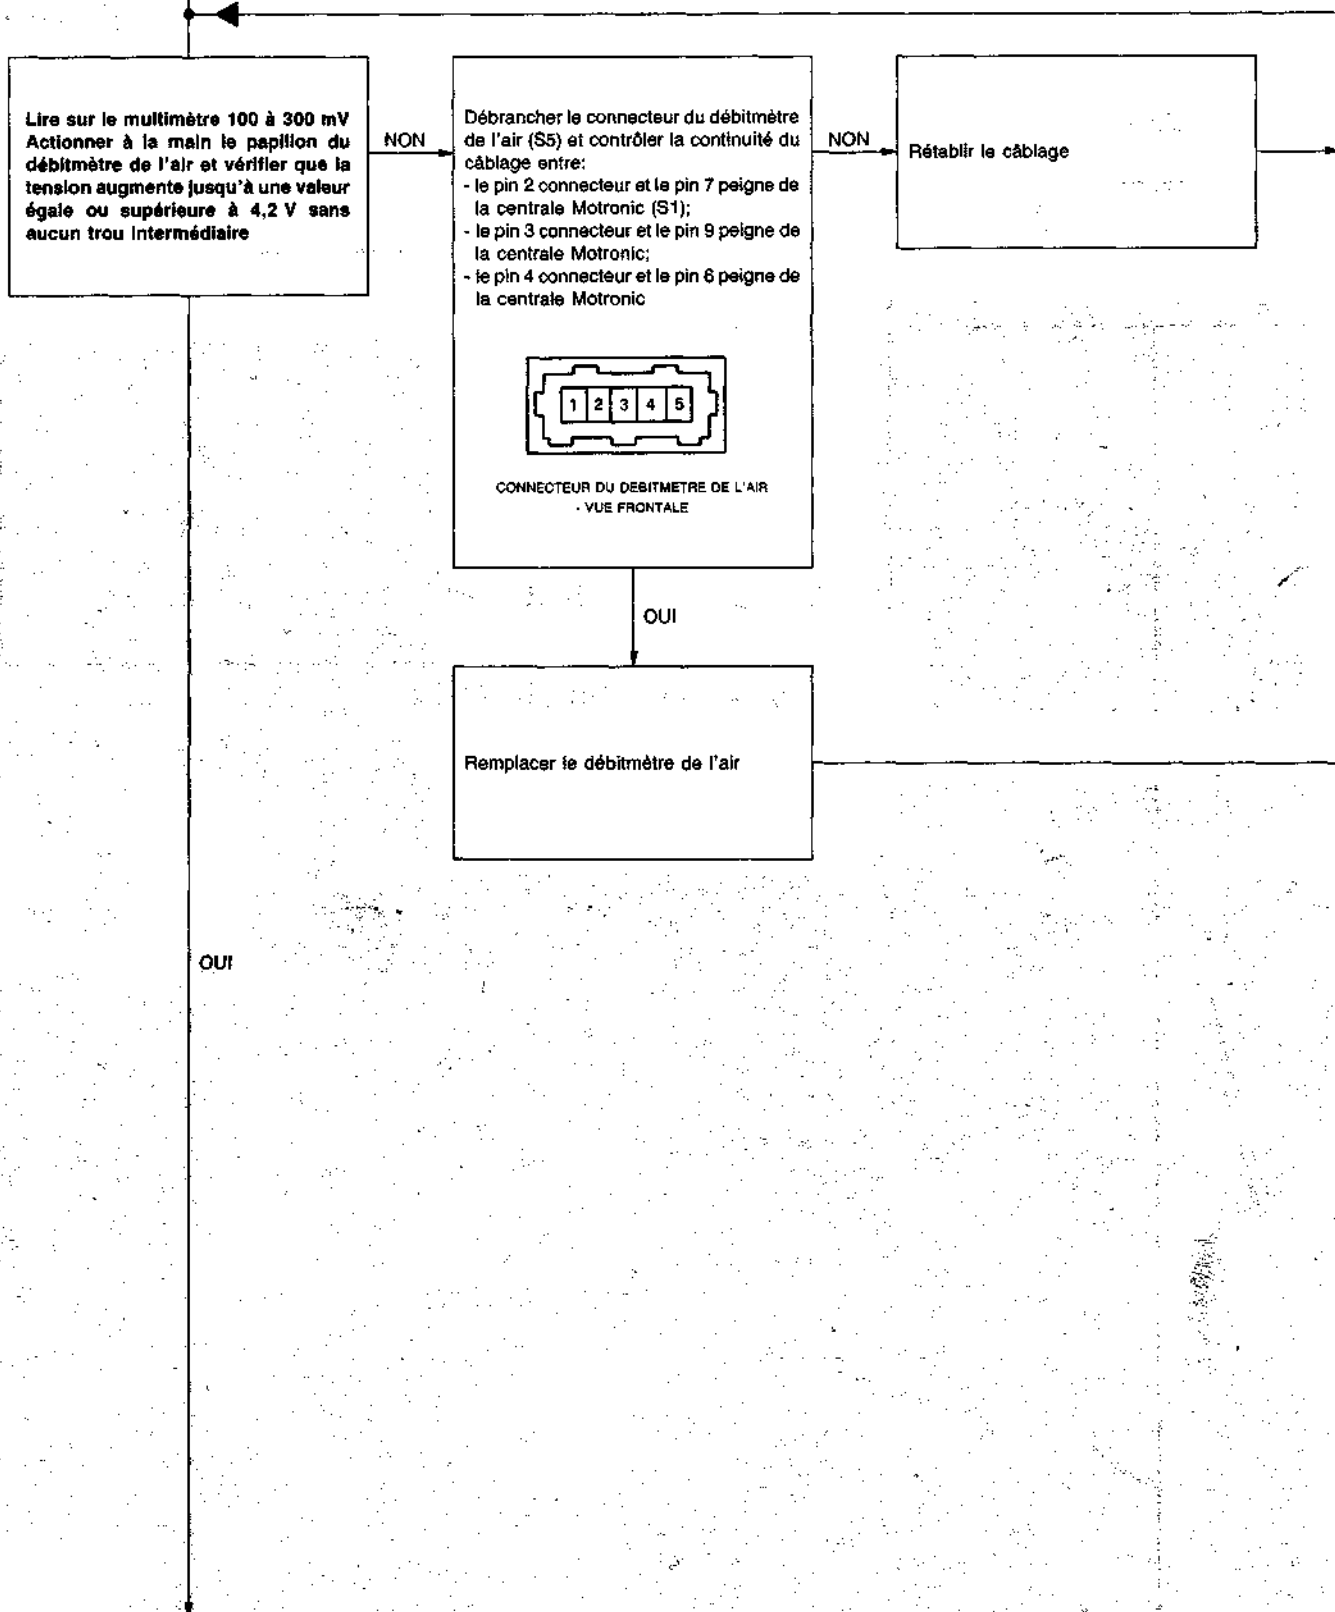 Lire sur le multimètre 100 à 300 mV
Actionner à la main le papillon du
débitmètre de l'air et vérifier que la
tension augmente jusqu'à une valeur
égale ou supérieure à 4,2 V sans
aucun trou intermédiaire
NON
Débrancher le connecteur du débitmètre
de l'air (S5) et contrôler la continuité du
câblage entre:
- le pin 2 connecteur et le pin 7 peigne de
la centrale Motronic (S1);
- le pin 3 connecteur et le pin 9 peigne de
la centrale Motronic;
- le pin 4 connecteur et le pin 6 peigne de
la centrale Motronic
1 2 3 4 5
CONNECTEUR DU DEBITMETRE DE L'AIR
- VUE FRONTALE
NON
Rétablir le câblage
OUI
Remplacer le débitmètre de l'air
OUI